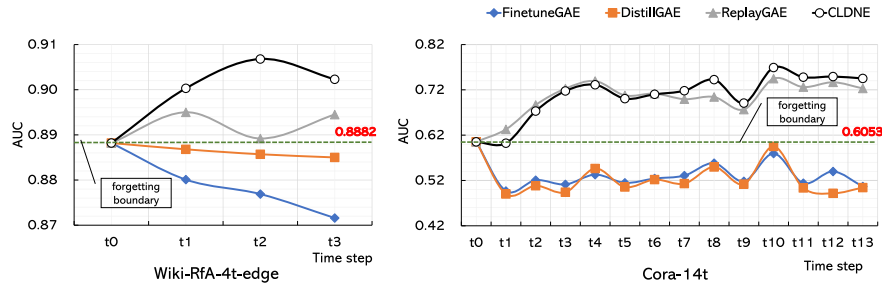 FinetuneGAE DistillGAE ReplayGAE CLDNE
AUC
0.91
0.90
0.89
0.88
0.87
0.8882
forgetting
boundary
t0 t1 t2 t3
Time step
Wiki-RfA-4t-edge
AUC
0.82
0.72
0.62
0.52
0.42
forgetting
boundary
0.6053
t0 t1 t2 t3 t4 t5 t6 t7 t8 t9 t10 t11 t12 t13
Time step
Cora-14t